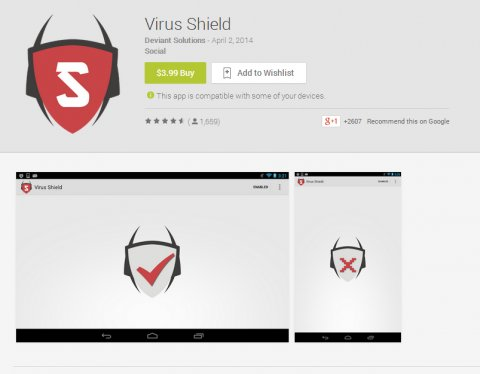 Virus Shield
Deviant Solutions - April 2, 2014
Social
$3.99 Buy
Add to Wishlist
This app is compatible with some of your devices.
(1,659)
g+1 +2607 Recommend this on Google
S
Virus Shield
ENABLED
Virus Shield